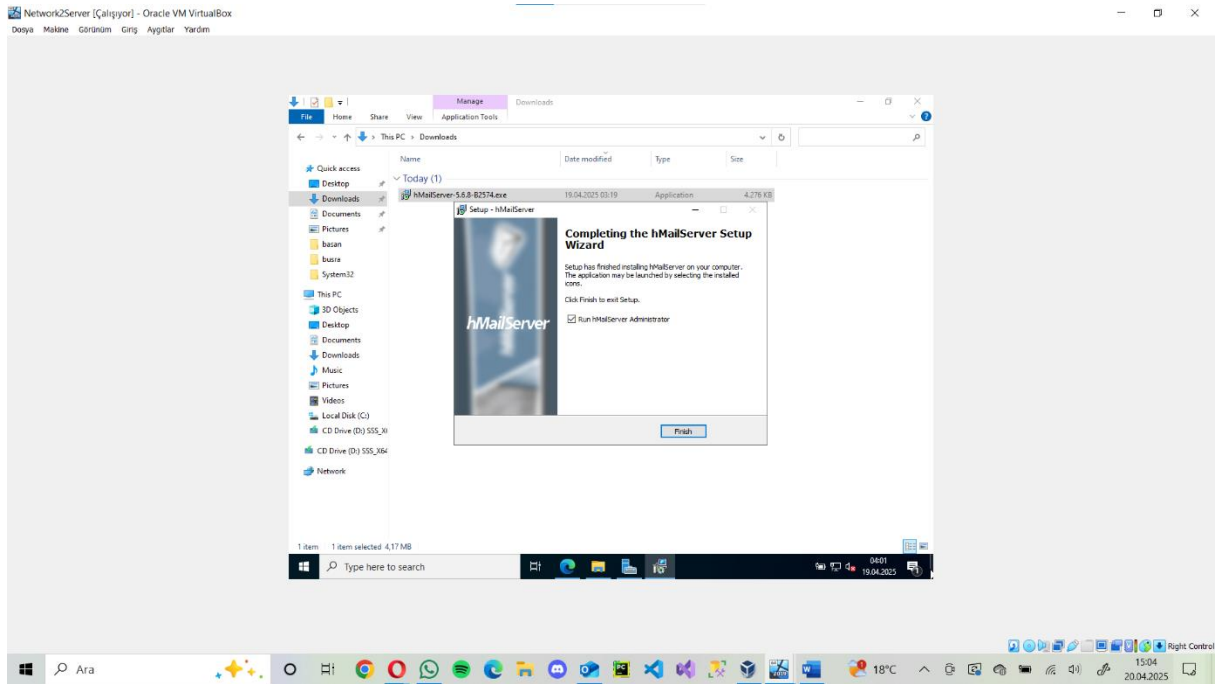 Network2Server [Çalışıyor] - Oracle VM VirtualBox
Dosya Makine Görünüm Giriş Aygıtlar Yardım
Manage Downloads
File Home Share View Application Tools
This PC > Downloads
Name Date modified Type Size
Quick access
Today (1)
Desktop
hMailServer-5.6.8-B2574.exe 19.04.2025 03:19 Application 4.276 KB
Downloads
Documents
Pictures
basan
busra
System32
This PC
3D Objects
Desktop
Documents
Downloads
Music
Pictures
Videos
Local Disk (C:)
CD Drive (D:) SSS_X6
CD Drive (D:) SSS_X64
Network
Setup - hMailServer
Completing the hMailServer Setup
Wizard
Setup has finished installing hMailServer on your computer.
The application may be launched by selecting the installed
icons.
Click Finish to exit Setup.
Run hMailServer Administrator
hMailServer
Finish
1 item 1 item selected 4,17 MB
Type here to search
04:01
19.04.2025
Right Control
Ara
18°C
15:04
20.04.2025